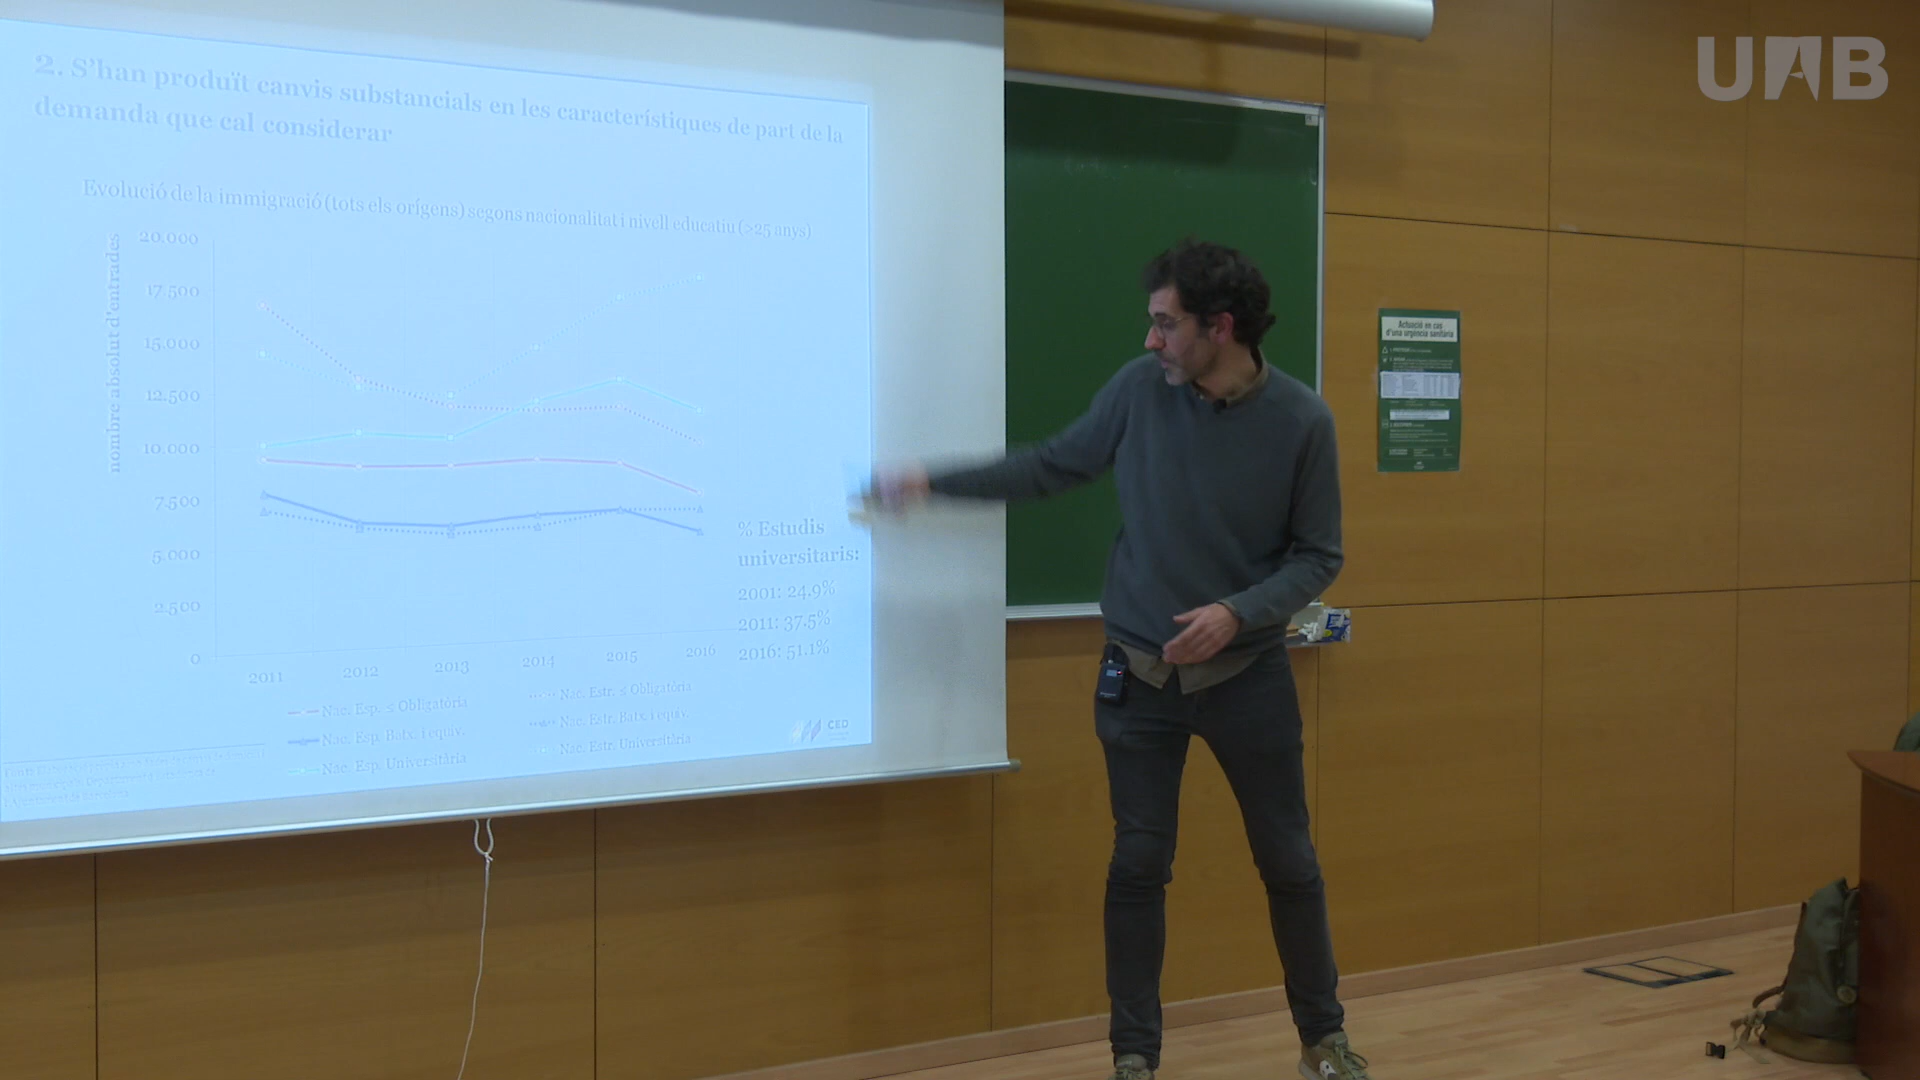 2. S'han produït canvis substancials en les característiques de part de la
demanda que cal considerar
Evolució de la immigració (tots els orígens) segons nacionalitat i nivell educatiu (>25 anys)
nombre absolut d'entrades
20.000
17.500
15.000
12.500
10.000
7.500
5.000
2.500
0
2011
2012
2013
2014
2015
2016
% Estudis
universitaris:
2001: 24.9%
2011: 37.5%
2016: 51.1%
Nac. Esp. ≤ Obligatòria
Nac. Estr. ≤ Obligatòria
Nac. Esp. Batx. i equiv.
Nac. Estr. Batx. i equiv.
Nac. Esp. Universitària
Nac. Estr. Universitària
CED
Actuació en cas
d'una urgència sanitària
UAB